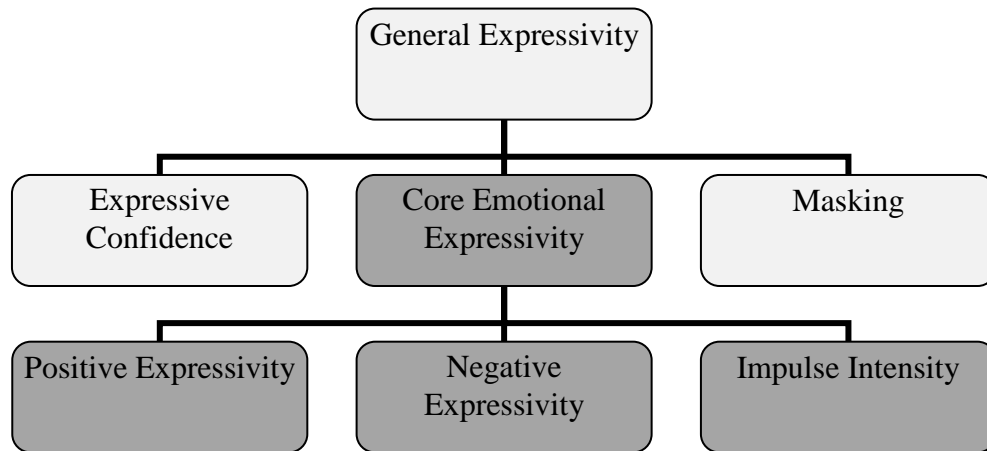 General Expressivity
Expressive
Confidence
Core Emotional
Expressivity
Masking
Positive Expressivity
Negative
Expressivity
Impulse Intensity